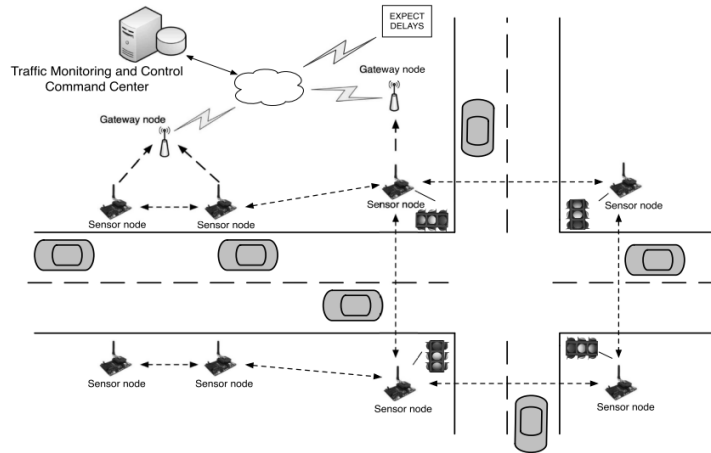 EXPECT
DELAYS
Traffic Monitoring and Control
Command Center
Gateway node
Gateway node
Sensor node
Sensor node
Sensor node
Sensor node
Sensor node
Sensor node
Sensor node
Sensor node